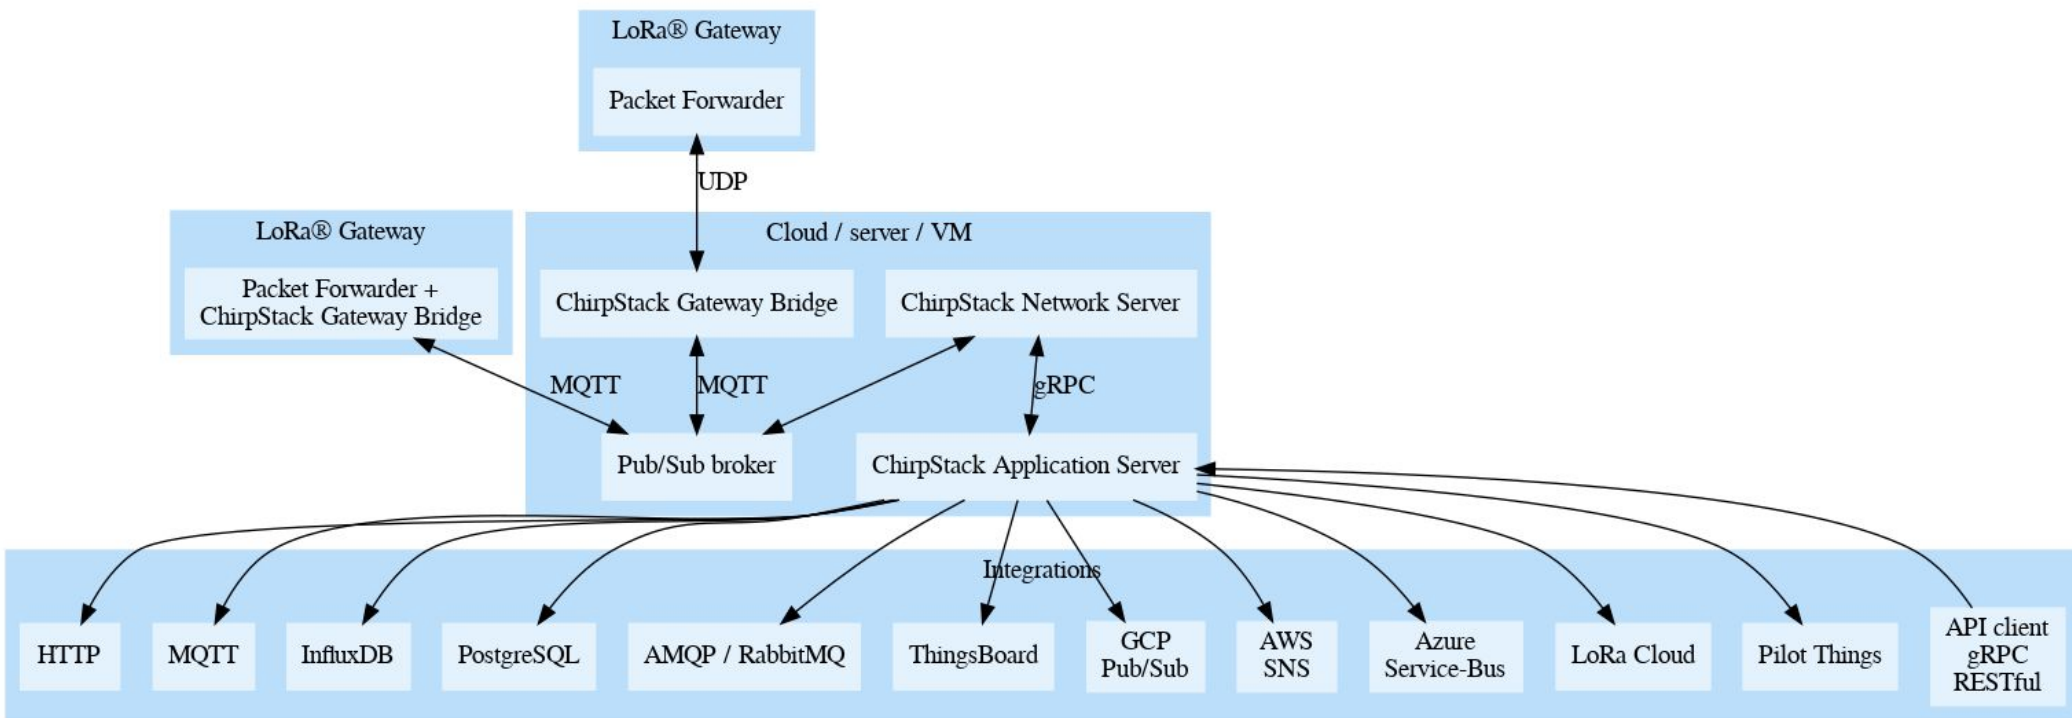 LoRa® Gateway
Packet Forwarder
UDP
LoRa® Gateway
Packet Forwarder +
ChirpStack Gateway Bridge
Cloud / server / VM
ChirpStack Gateway Bridge
ChirpStack Network Server
MQTT
MQTT
gRPC
Pub/Sub broker
ChirpStack Application Server
Integrations
HTTP
MQTT
InfluxDB
PostgreSQL
AMQP / RabbitMQ
ThingsBoard
GCP
Pub/Sub
AWS
SNS
Azure
Service-Bus
LoRa Cloud
Pilot Things
API client
gRPC
RESTful